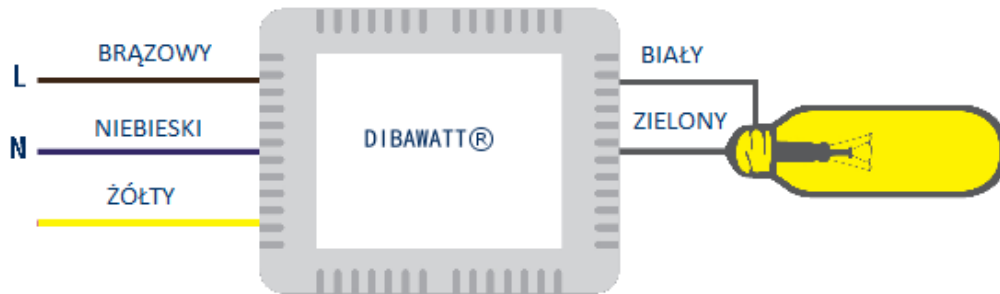 BRĄZOWY
L
NIEBIESKI
N
ŻÓŁTY
DIBAWATT®
BIAŁY
ZIELONY